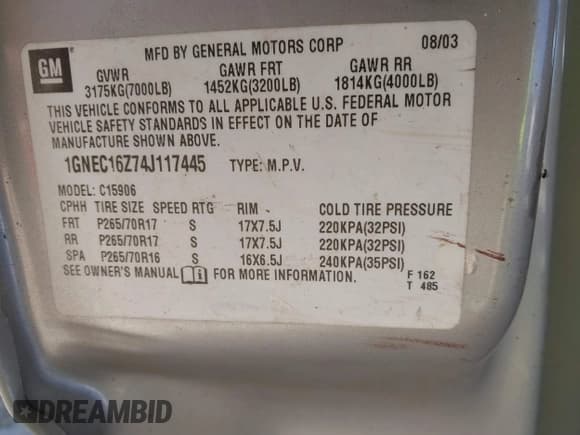 GM
MFD BY GENERAL MOTORS CORP 08/03
GVWR GAWR FRT GAWR RR
3175KG(7000LB) 1452KG(3200LB) 1814KG(4000LB)
THIS VEHICLE CONFORMS TO ALL APPLICABLE U.S. FEDERAL MOTOR
VEHICLE SAFETY STANDARDS IN EFFECT ON THE DATE OF
MANUFACTURE SHOWN ABOVE.
1GNEC16Z74J117445 TYPE: M.P.V.
MODEL: C15906
CPHH TIRE SIZE SPEED RTG RIM COLD TIRE PRESSURE
FRT P265/70R17 S 17X7.5J 220KPA(32PSI)
RR P265/70R17 S 17X7.5J 220KPA(32PSI)
SPA P265/70R16 S 16X6.5J 240KPA(35PSI)
SEE OWNER'S MANUAL FOR MORE INFORMATION.
F 162
T 485
DREAMBID